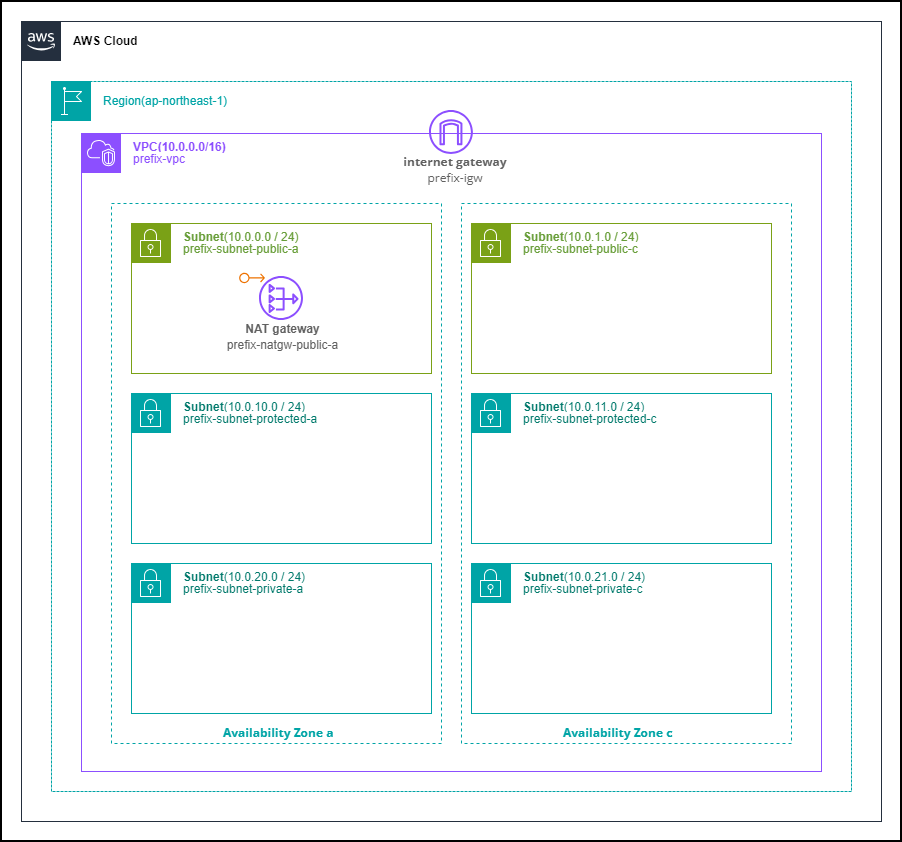 aws
AWS Cloud
Region(ap-northeast-1)
VPC(10.0.0.0/16)
prefix-vpc
internet gateway
prefix-igw
Subnet(10.0.0.0 / 24)
prefix-subnet-public-a
NAT gateway
prefix-natgw-public-a
Subnet(10.0.1.0 / 24)
prefix-subnet-public-c
Subnet(10.0.10.0 / 24)
prefix-subnet-protected-a
Subnet(10.0.11.0 / 24)
prefix-subnet-protected-c
Subnet(10.0.20.0 / 24)
prefix-subnet-private-a
Subnet(10.0.21.0 / 24)
prefix-subnet-private-c
Availability Zone a
Availability Zone c